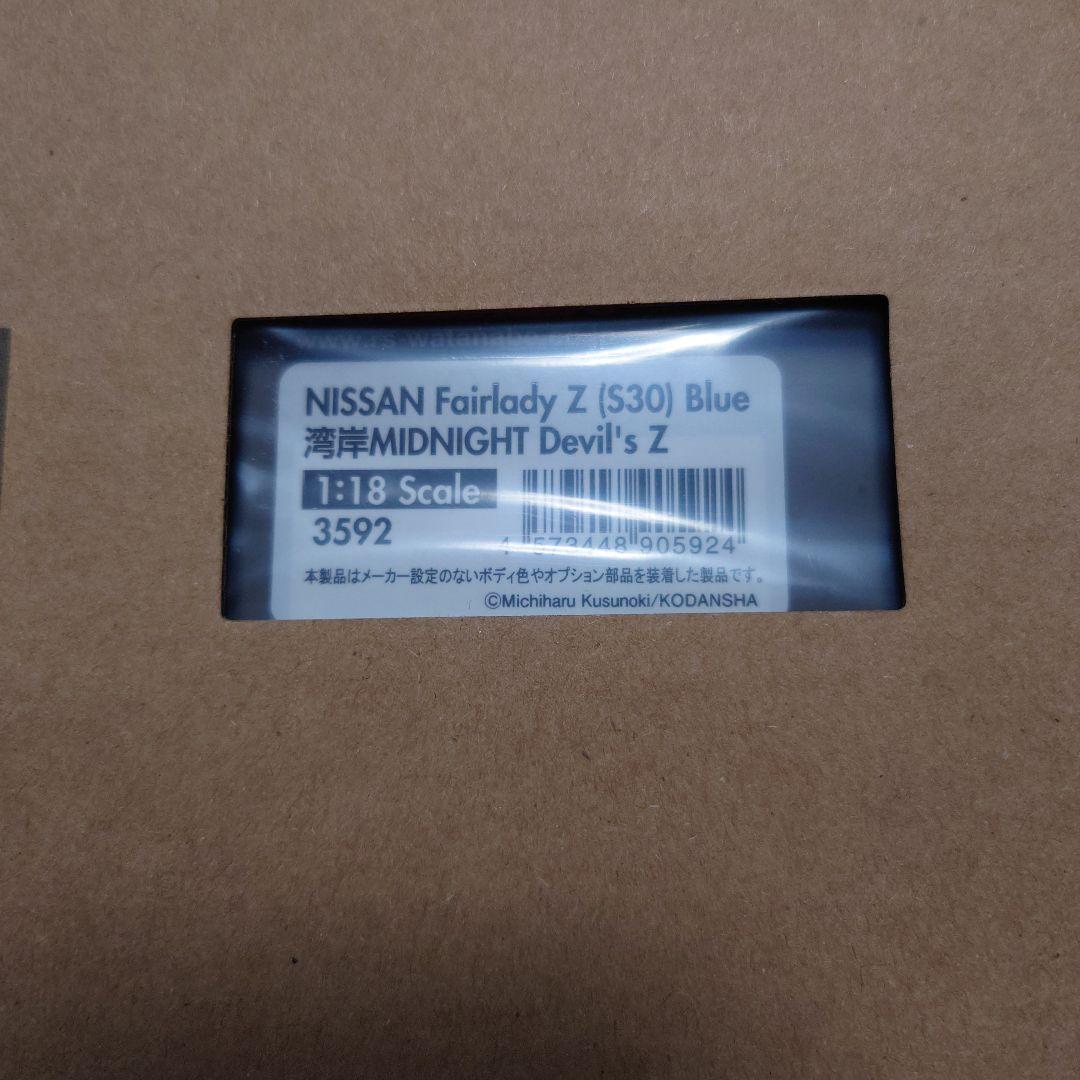 www.rs-watanabe
NISSAN Fairlady Z (S30) Blue
湾岸MIDNIGHT Devil's Z
1:18 Scale
3592
4 573448 905924
本製品はメーカー設定のないボディ色やオプション部品を装着した製品です。
©Michiharu Kusunoki/KODANSHA